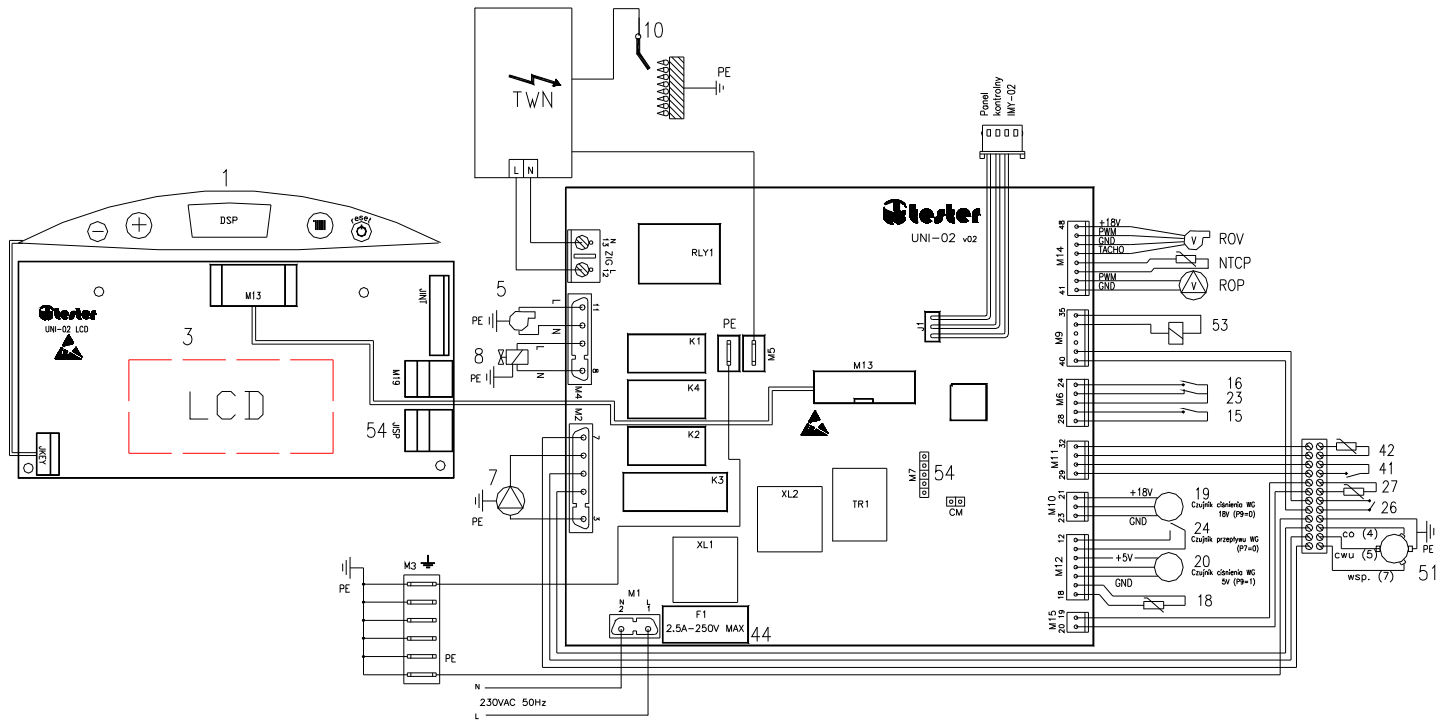 10
PE
TWN
L N
Panel
kontrolny
IMY-02
1
DSP
reset
tester
UNI-02 v02
RLY1
N
13
ZIG
12
L
48
+18V
PWM
GND
TACHO
M14
PWM
GND
41
ROV
NTCP
ROP
M13
JINT
tester
UNI-02 LCD
3
LCD
M19
54
JISP
JKEY
5
PE
L
N
11
8
PE
L
N
8
M4
M2
7
7
PE
3
K1
K4
K2
K3
PE
M5
M13
J1
35
M9
40
53
24
M6
28
16
23
15
32
M11
29
42
41
27
26
M7
54
CM
XL2
TR1
XL1
21
M10
23
+18V
GND
19
Czujnik ciśnienia WG
18V (P9=0)
24
Czujnik przepływu WG
(P7=0)
12
M12
18
+5V
GND
20
Czujnik ciśnienia WG
5V (P9=1)
18
M15
19
20
co (4)
cwu (5)
wsp. (7)
PE
51
M3
PE
PE
M1
N
2
L
1
F1
2.5A-250V MAX
44
N
230VAC 50Hz
L